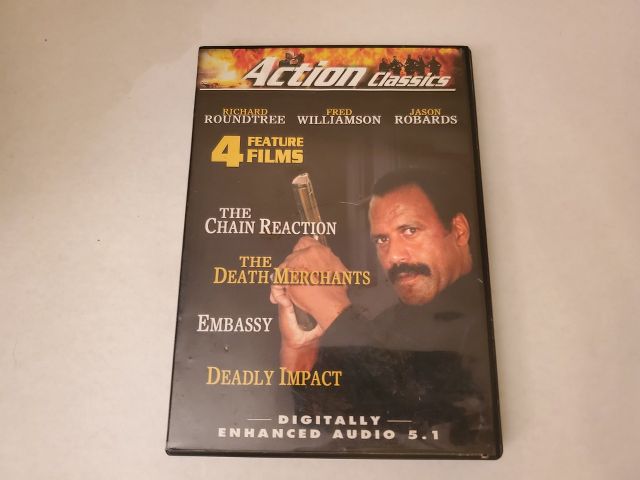 Action Classics
RICHARD ROUNDTREE
FRED WILLIAMSON
JASON ROBARDS
4 FEATURE FILMS
THE
CHAIN REACTION
THE
DEATH MERCHANTS
EMBASSY
DEADLY IMPACT
DIGITALLY
ENHANCED AUDIO 5.1